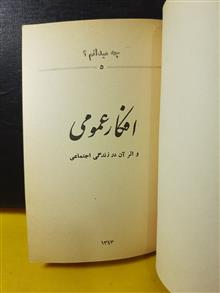 چه میدانم ؟
۵
افکار عمومی
و اثر آن در زندگی اجتماعی
۱۳۴۳